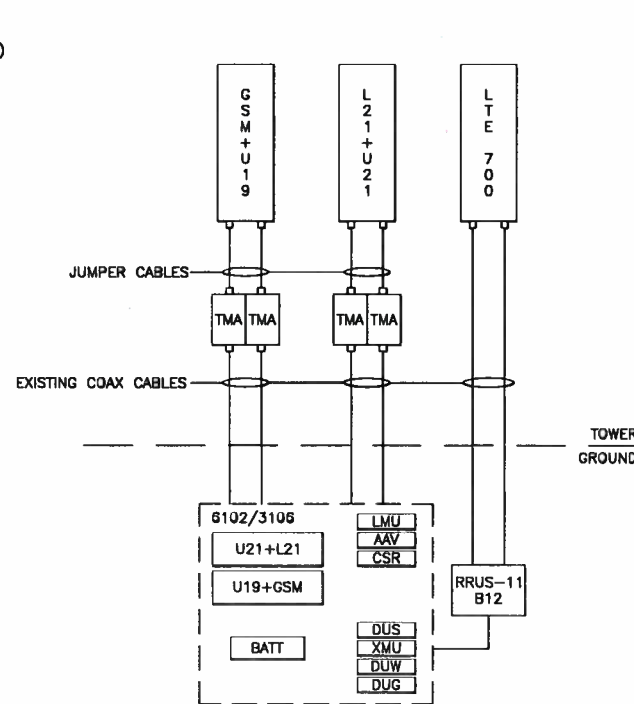 GSM+U19
L21+U21
LTE 700
JUMPER CABLES
TMA TMA TMA TMA
EXISTING COAX CABLES
TOWER
GROUND
6102/3106
U21+L21
U19+GSM
BATT
LMU
AAV
CSR
DUS
XMU
DUW
DUG
RRUS-11
B12